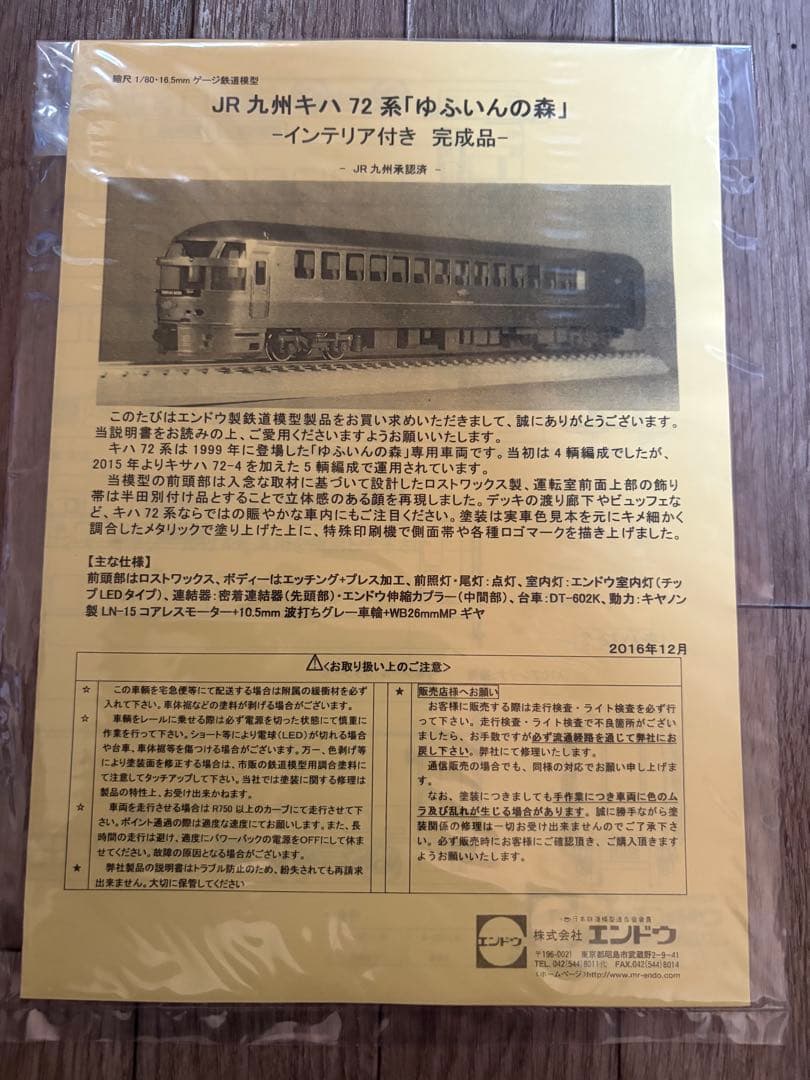 縮尺 1/80・16.5mm ゲージ鉄道模型
JR 九州キハ 72 系「ゆふいんの森」
-インテリア付き 完成品-
- JR 九州承認済 -
このたびはエンドウ製鉄道模型製品をお買い求めいただきまして、誠にありがとうございます。
当説明書をお読みの上、ご愛用くださいますようお願いいたします。
キハ 72 系は 1999 年に登場した「ゆふいんの森」専用車両です。当初は 4 輌編成でしたが、
2015 年よりキサハ 72-4 を加えた 5 輌編成で運用されています。
当模型の前頭部は入念な取材に基づいて設計したロストワックス製、運転室前面上部の飾り
帯は半田別付け品とすることで立体感のある顔を再現しました。デッキの渡り廊下やビュッフェな
ど、キハ 72 系ならではの賑やかな車内にもご注目ください。塗装は実車色見本を元にキメ細かく
調合したメタリックで塗り上げた上に、特殊印刷機で側面帯や各種ロゴマークを描き上げました。
【主な仕様】
前頭部はロストワックス、ボディーはエッチング+プレス加工、前照灯・尾灯:点灯、室内灯:エンドウ室内灯(チッ
プ LED タイプ)、連結器:密着連結器(先頭部)・エンドウ伸縮カプラー(中間部)、台車:DT-602K、動力:キヤノン
製 LN-15 コアレスモーター+10.5mm 波打ちグレー車輪+WB26mmMP ギヤ
2016年12月
⚠<お取り扱い上のご注意>
☆ この車輌を宅急便等にて配送する場合は附属の緩衝材を必ず
入れて下さい。車体裾などの塗料が剥げる場合がございます。
☆ 車輌をレールに乗せる際は必ず電源を切った状態にて慎重に
作業を行って下さい。ショート等により電球(LED)が切れる場合
や台車、車体裾等を傷つける場合がございます。万一、色剥げ等
により塗装面を修正する場合は、市販の鉄道模型用調合塗料に
て注意してタッチアップして下さい。当社では塗装に関する修理は
製品の特性上、お受け出来かねます。
☆ 車両を走行させる場合は R750 以上のカーブにて走行させて下
さい。ポイント通過の際は適度な速度にてお願いします。また、長
時間の走行は避け、適度にパワーパックの電源をOFFにして休ま
せてください。故障の原因となる場合がございます。
★ 弊社製品の説明書はトラブル防止のため、紛失されても再請求
出来ません。大切に保管してください
★ 販売店様へお願い
お客様に販売する際は走行検査・ライト検査を必ず行
って下さい。走行検査・ライト検査で不良箇所がござい
ましたら、お手数ですが必ず流通経路を通じて弊社にお
戻し下さい。弊社にて修理いたします。
通信販売の場合でも、同様の対応でお願い申し上げま
す。
なお、塗装につきましても手作業につき車両に色のム
ラ及び乱れが生じる場合があります。誠に勝手ながら塗
装関係の修理は一切お受け出来ませんのでご了承下さ
い。必ず販売時にお客様にご確認頂き、ご購入頂きます
ようお願いいたします。
エンドウ
株式会社 エンドウ
〒196-0021 東京都昭島市武蔵野2-9-41
TEL.042(544)8011代 FAX.042(544)8014
<ホームページ>http://www.mr-endo.com/